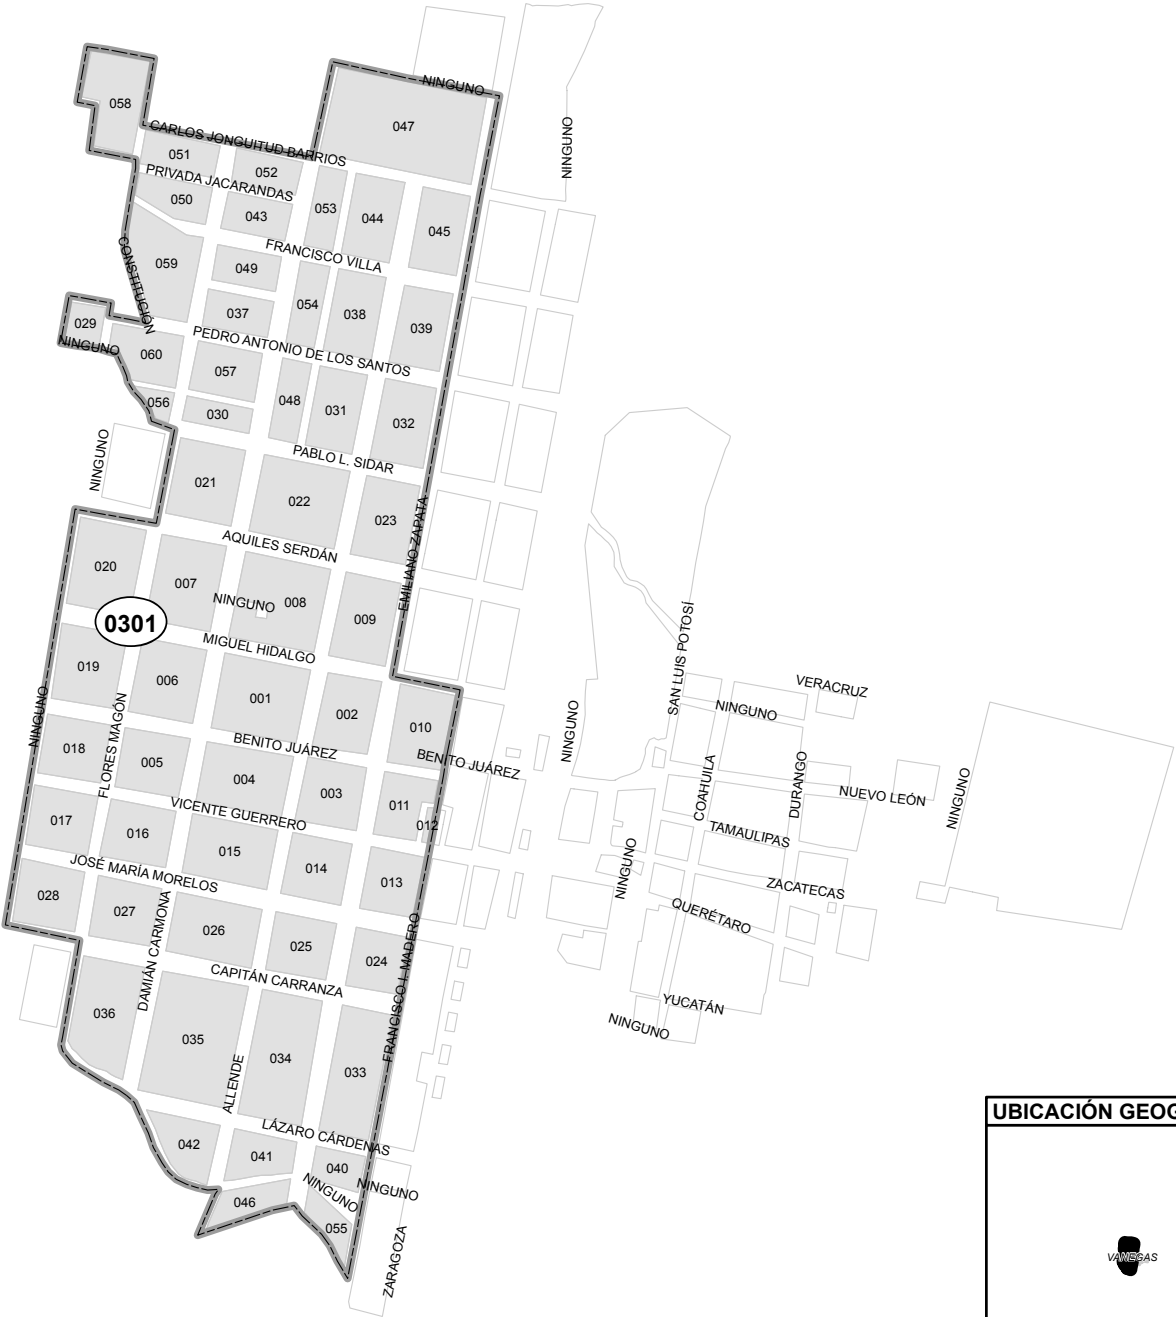 NINGUNO
058
047
NINGUNO
CARLOS JONGUITUD BARRIOS
051
052
PRIVADA JACARANDAS
050
043
053
044
045
FRANCISCO VILLA
CONSTITUCIÓN
059
049
054
038
039
037
029
NINGUNO
060
PEDRO ANTONIO DE LOS SANTOS
057
056
030
048
031
032
NINGUNO
PABLO L. SIDAR
021
022
023
EMILIANO ZAPATA
AQUILES SERDÁN
020
007
NINGUNO
008
009
0301
MIGUEL HIDALGO
019
006
001
002
010
NINGUNO
FLORES MAGÓN
BENITO JUÁREZ
BENITO JUÁREZ
018
005
004
003
011
012
VICENTE GUERRERO
017
016
015
014
013
JOSÉ MARÍA MORELOS
028
027
026
025
024
DAMIÁN CARMONA
CAPITÁN CARRANZA
FRANCISCO I. MADERO
036
035
034
033
ALLENDE
LÁZARO CÁRDENAS
042
041
040
NINGUNO
NINGUNO
046
055
ZARAGOZA
SAN LUIS POTOSÍ
NINGUNO
VERACRUZ
NINGUNO
COAHUILA
DURANGO
NUEVO LEÓN
NINGUNO
TAMAULIPAS
NINGUNO
ZACATECAS
QUERÉTARO
YUCATÁN
NINGUNO
UBICACIÓN GEOG
VANEGAS